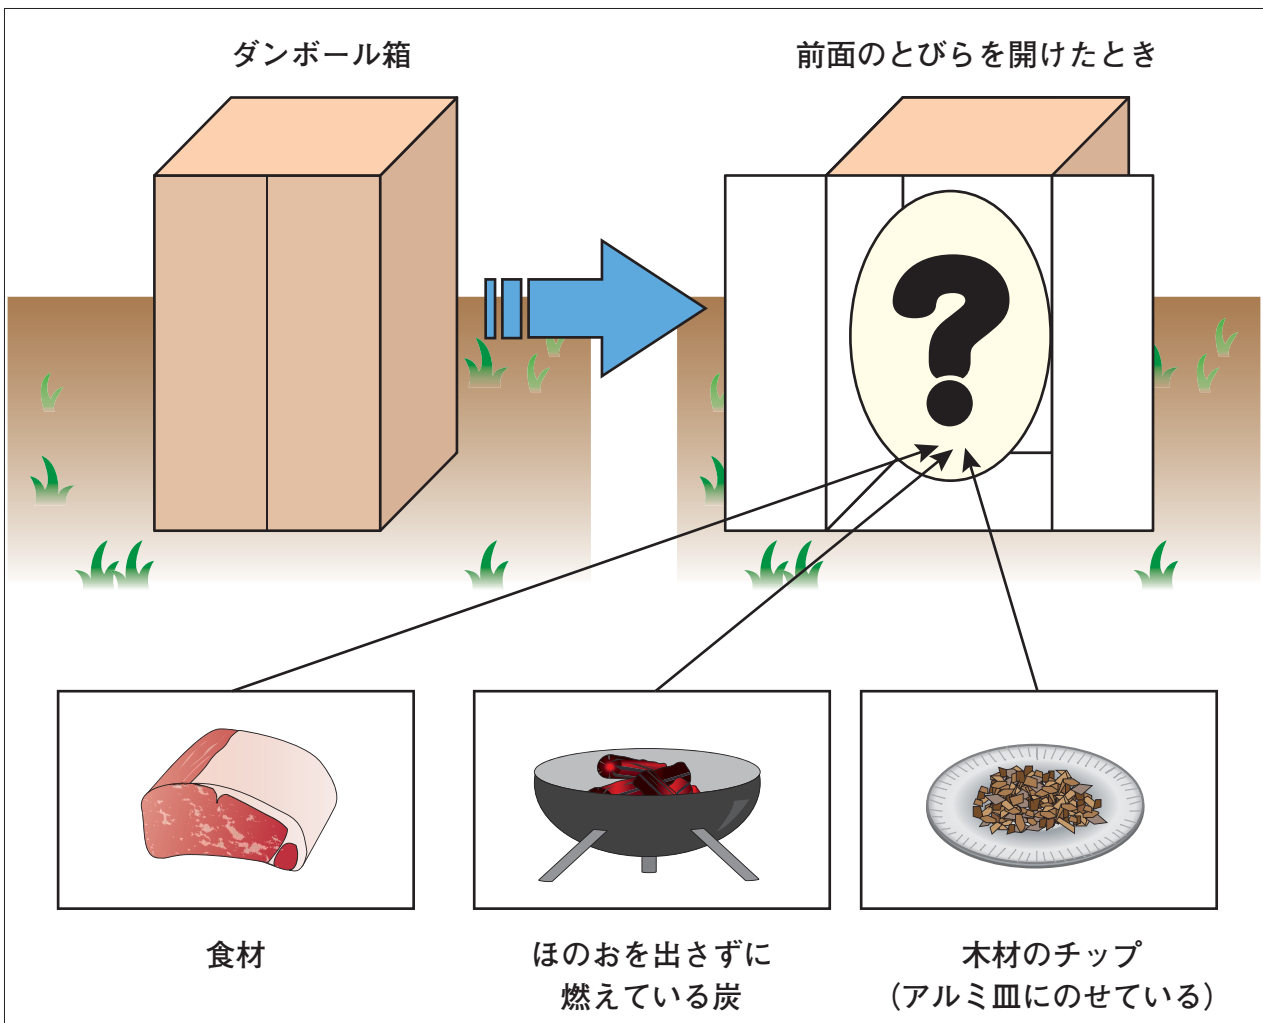 ダンボール箱
前面のとびらを開けたとき
?
食材
ほのおを出さずに
燃えている炭
木材のチップ
（アルミ皿にのせている）